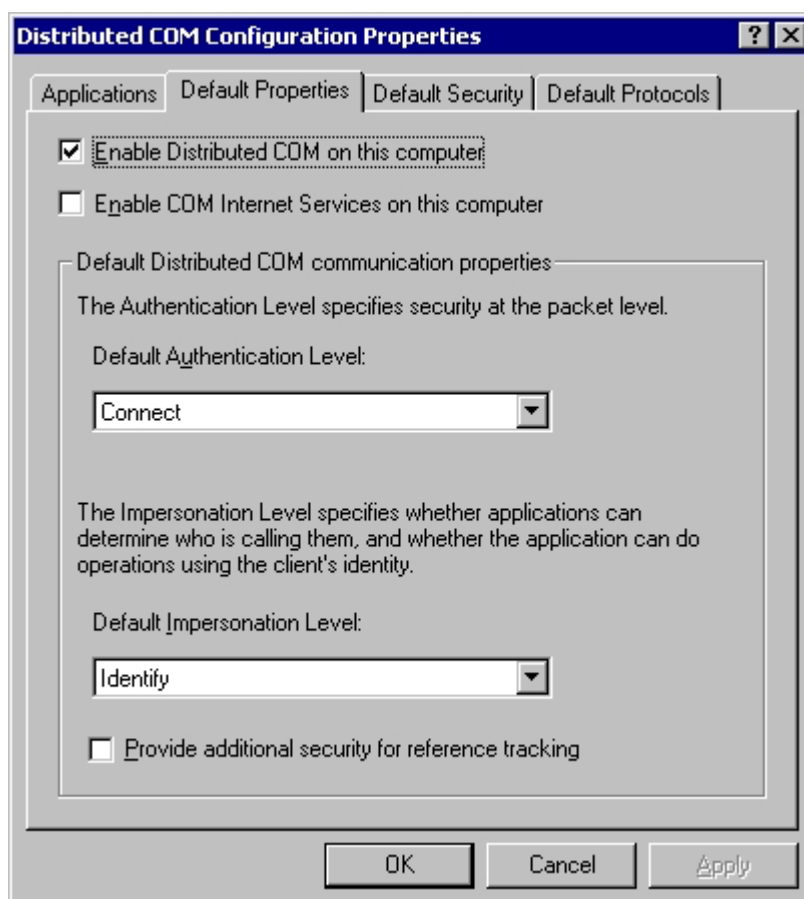 Distributed COM Configuration Properties
Applications Default Properties Default Security Default Protocols
Enable Distributed COM on this computer
Enable COM Internet Services on this computer
Default Distributed COM communication properties
The Authentication Level specifies security at the packet level.
Default Authentication Level:
Connect
The Impersonation Level specifies whether applications can
determine who is calling them, and whether the application can do
operations using the client's identity.
Default Impersonation Level:
Identify
Provide additional security for reference tracking
OK Cancel Apply